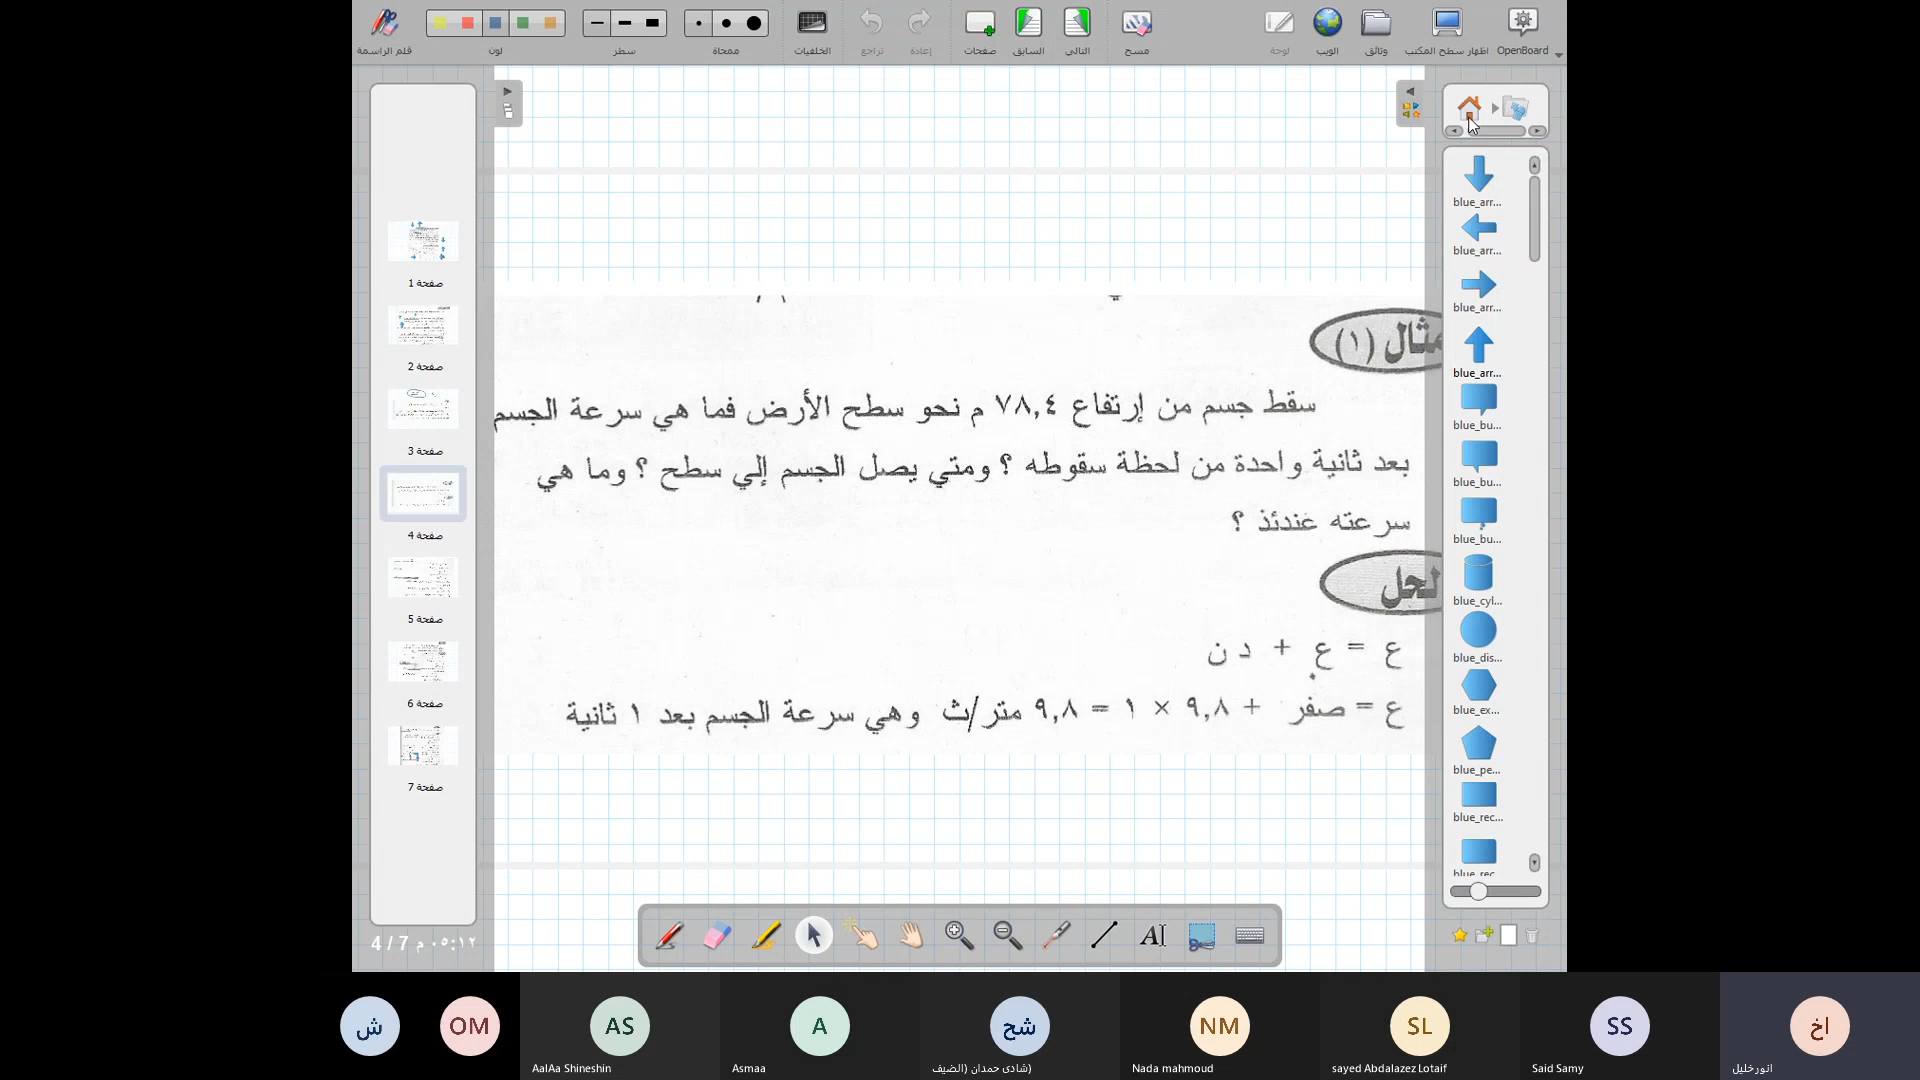 قلم الراسمة
لون
سطر
ممحاة
الخلفيات
تراجع
إعادة
صفحات
السابق
التالي
مسح
لوحة
الويب
وثائق
اظهار سطح المكتب
OpenBoard
صفحة 1
صفحة 2
صفحة 3
صفحة 4
صفحة 5
صفحة 6
صفحة 7
4 / 7
٠٥:١٢ م
مثال (١)
سقط جسم من إرتفاع ٧٨,٤ م نحو سطح الأرض فما هي سرعة الجسم
بعد ثانية واحدة من لحظة سقوطه ؟ ومتي يصل الجسم إلي سطح ؟ وما هي
سرعته عندئذ ؟
لحل
ع = ع. + د ن
ع = صفر + ٩,٨ × ١ = ٩,٨ متر/ث وهي سرعة الجسم بعد ١ ثانية
blue_arr...
blue_arr...
blue_arr...
blue_arr...
blue_bu...
blue_bu...
blue_bu...
blue_cyl...
blue_dis...
blue_ex...
blue_pe...
blue_rec...
blue_rec...
ش
OM
AS
AalAa Shineshin
A
Asmaa
شح
شادى حمدان (الضيف)
NM
Nada mahmoud
SL
sayed Abdalazez Lotaif
SS
Said Samy
اخ
انورخليل